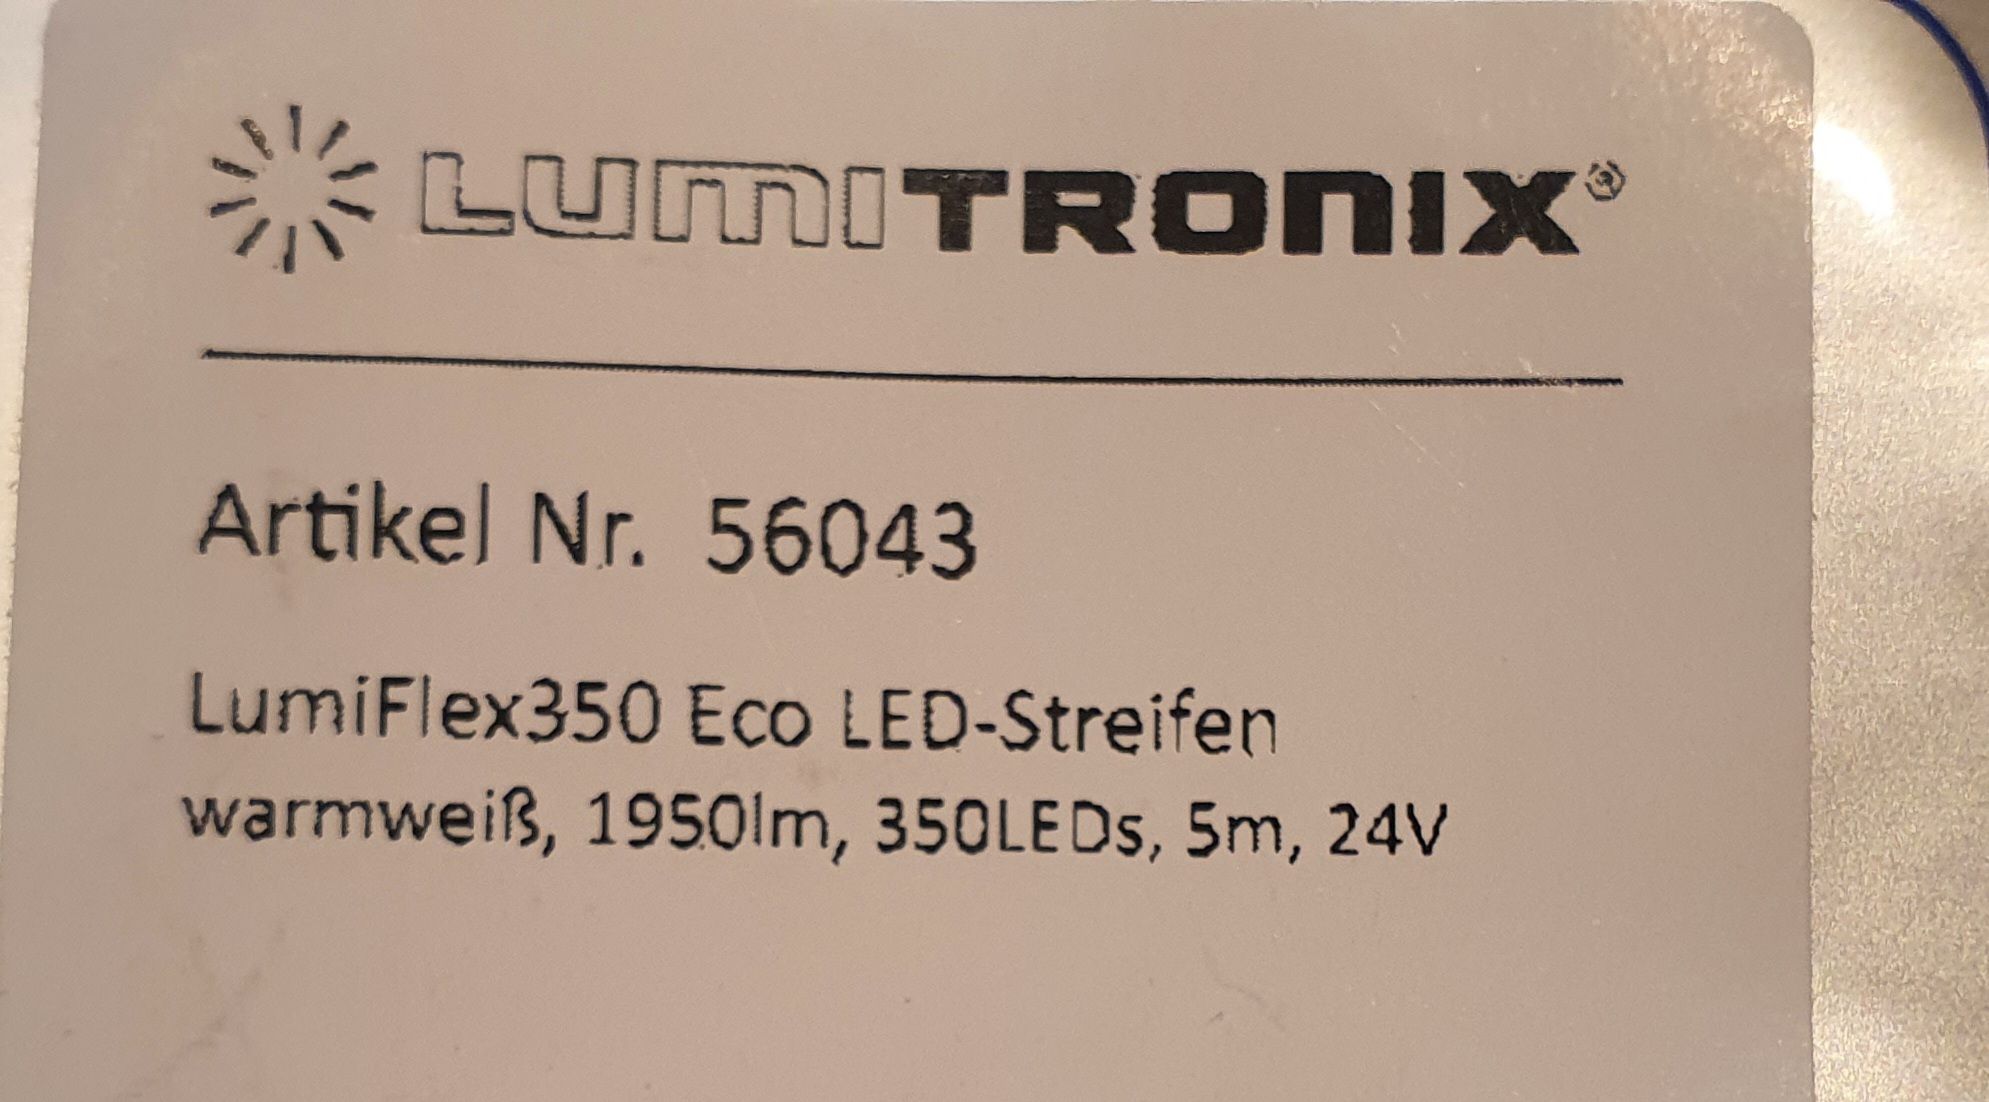 LUMITRONIX®
Artikel Nr. 56043
LumiFlex350 Eco LED-Streifen
warmweiß, 1950lm, 350LEDs, 5m, 24V